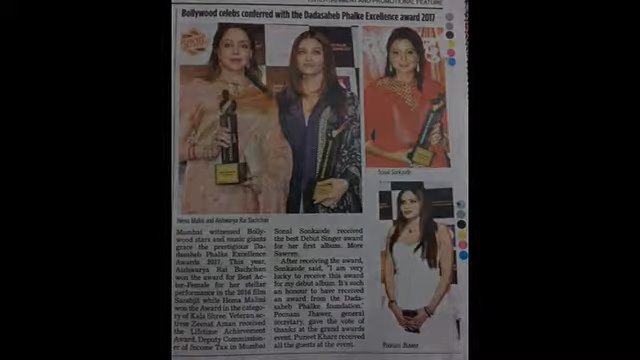 ENTERTAINMENT AND PROMOTIONAL FEATURE
Bollywood celebs conferred with the Dadasaheb Phalke Excellence award 2017
Hema Malini and Aishwarya Rai Bachchan
Sonal Sonkavde
Poonam Jhawer
Mumbai witnessed Bolly-
wood stars and music giants
grace the prestigious Da-
dasaheb Phalke Excellence
Awards 2017. This year,
Aishwarya Rai Bachchan
won the award for Best Ac-
tor-Female for her stellar
performance in the 2016 film
Sarabjit while Hema Malini
won the Award in the category
of Kala Shree. Veteran ac-
tress Zeenat Aman received
the Lifetime Achievement
Award, Deputy Commission-
er of Income Tax in Mumbai
Sonal Sonkavde received
the best Debut Singer award
for her first album, More
After receiving the award,
Sonkavde said, "I am very
lucky to receive this award
for my debut album. It's such
an honour to have received
an award from the Dada-
saheb Phalke foundation."
Poonam Jhawer, general
secretary, gave the vote of
thanks at the grand awards
event. Puneet Khare received
all the guests at the event.